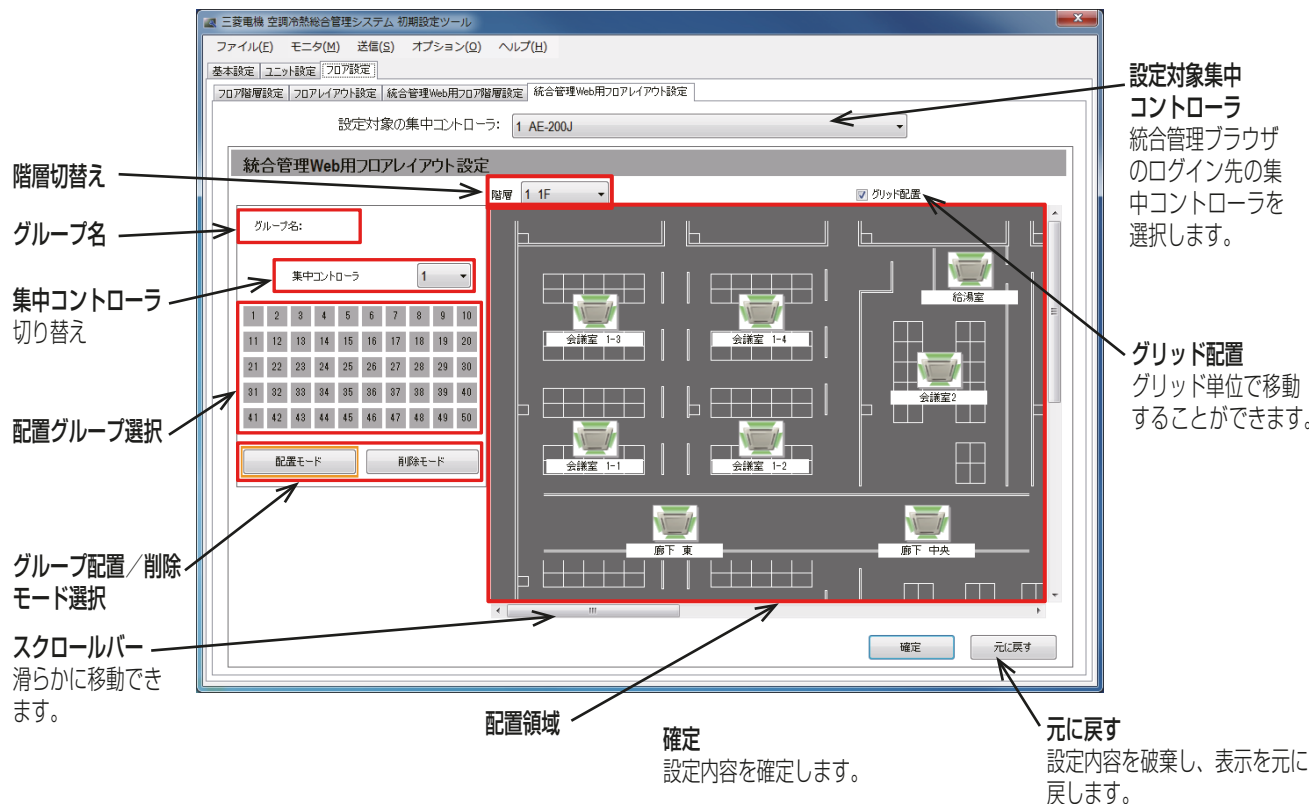 三菱電機 空調冷熱総合管理システム 初期設定ツール
ファイル(F) モニタ(M) 送信(S) オプション(O) ヘルプ(H)
基本設定 ユニット設定 フロア設定
フロア階層設定 フロアレイアウト設定 統合管理Web用フロア階層設定 統合管理Web用フロアレイアウト設定
設定対象の集中コントローラ: 1 AE-200J
統合管理Web用フロアレイアウト設定
階層 1 1F
グリッド配置
グループ名:
集中コントローラ 1
1 2 3 4 5 6 7 8 9 10
11 12 13 14 15 16 17 18 19 20
21 22 23 24 25 26 27 28 29 30
31 32 33 34 35 36 37 38 39 40
41 42 43 44 45 46 47 48 49 50
配置モード 削除モード
給湯室
会議室 1-3 会議室 1-4
会議室2
会議室 1-1 会議室 1-2
廊下 東 廊下 中央
確定 元に戻す
階層切替え
グループ名
集中コントローラ
切り替え
配置グループ選択
グループ配置/削除
モード選択
スクロールバー
滑らかに移動でき
ます。
配置領域
確定
設定内容を確定します。
設定対象集中
コントローラ
統合管理ブラウザ
のログイン先の集
中コントローラを
選択します。
グリッド配置
グリッド単位で移動
することができます。
元に戻す
設定内容を破棄し、表示を元に
戻します。